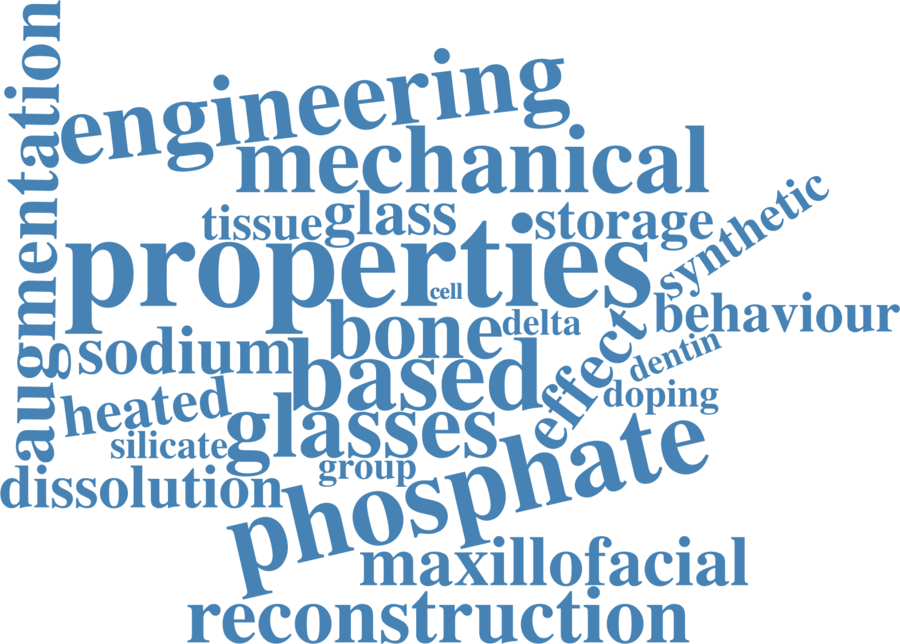 augmentation
engineering
mechanical
tissue
glass
storage
synthetic
properties
cell
behaviour
bone
delta
sodium
based
effect
dentin
doping
heated
glasses
silicate
group
phosphate
dissolution
maxillofacial
reconstruction